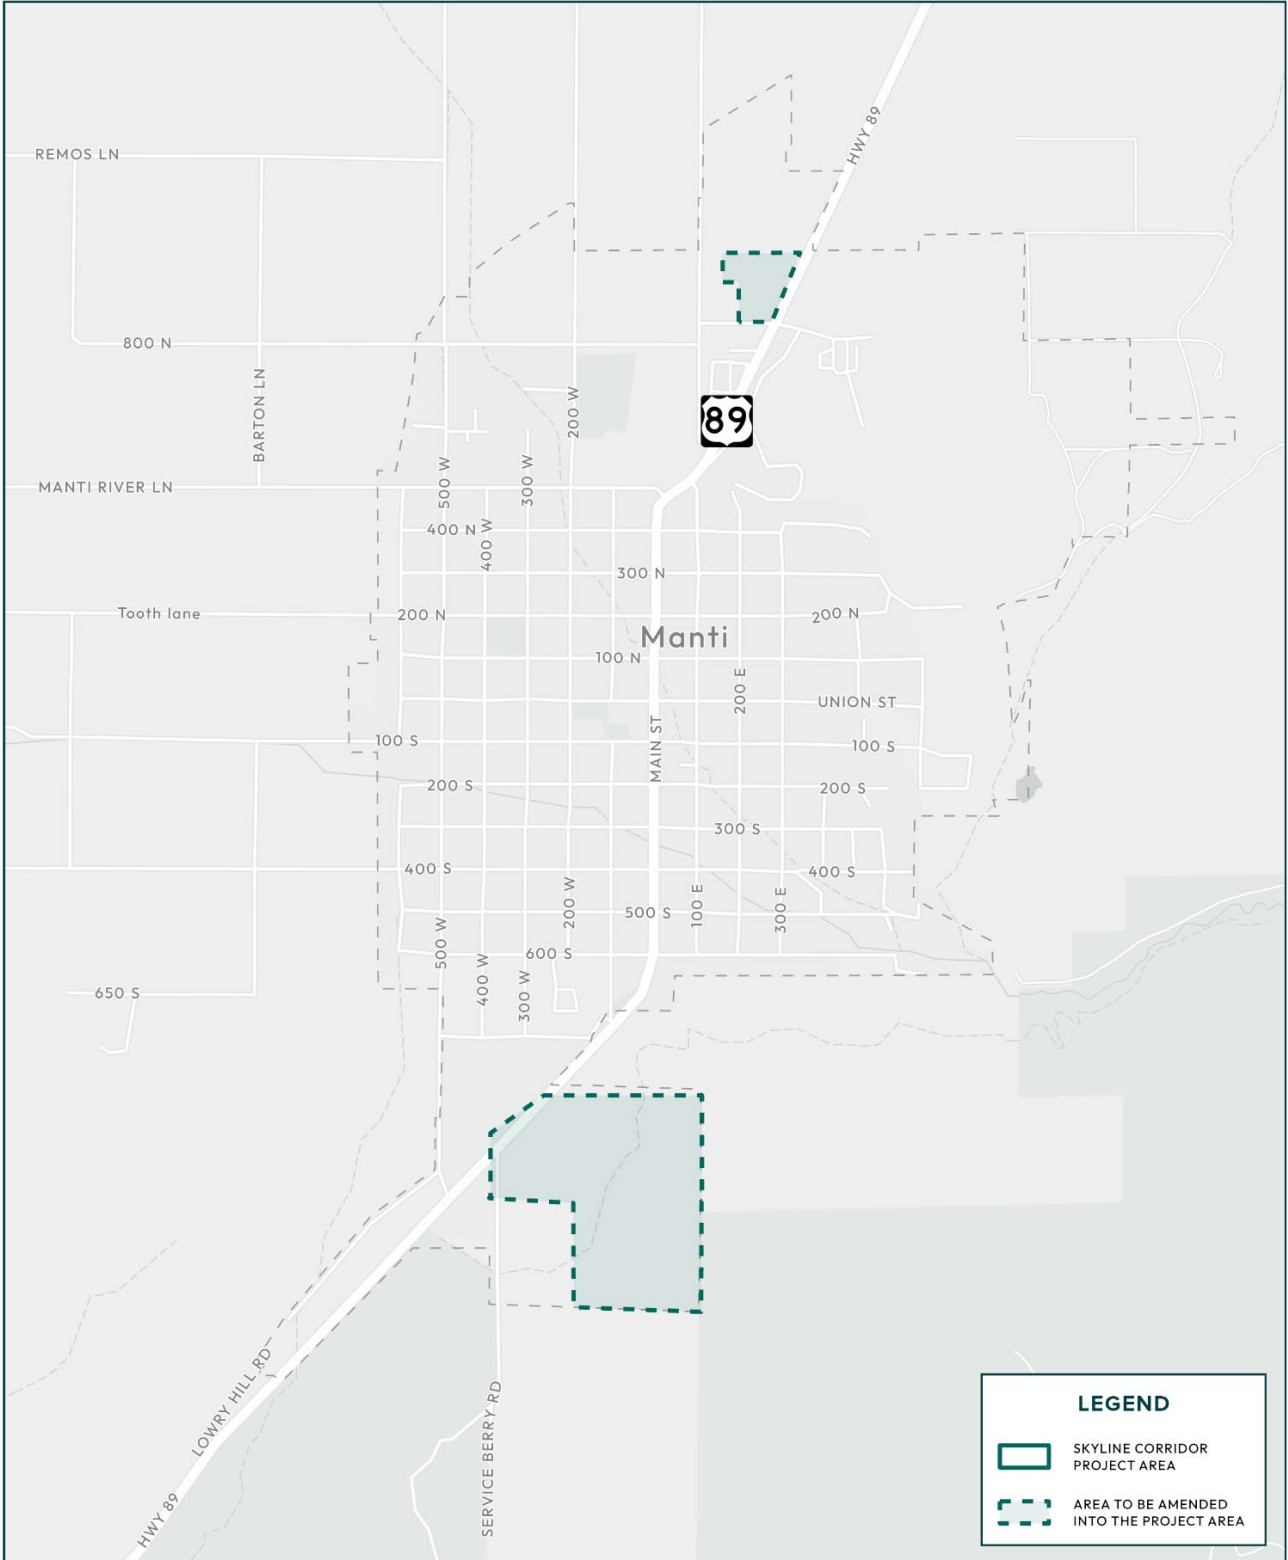 HWY 89
REMOS LN
800 N
BARTON LN
200 W
89
MANTI RIVER LN
500 W
300 W
400 N
400 W
300 N
Tooth lane
200 N
200 N
Manti
100 N
200 E
UNION ST
100 S
MAIN ST
100 S
200 S
200 S
300 S
400 S
400 S
200 W
500 S
100 E
300 E
500 W
600 S
400 W
300 W
650 S
LOWRY HILL RD
SERVICE BERRY RD
HWY 89
LEGEND
SKYLINE CORRIDOR
PROJECT AREA
AREA TO BE AMENDED
INTO THE PROJECT AREA